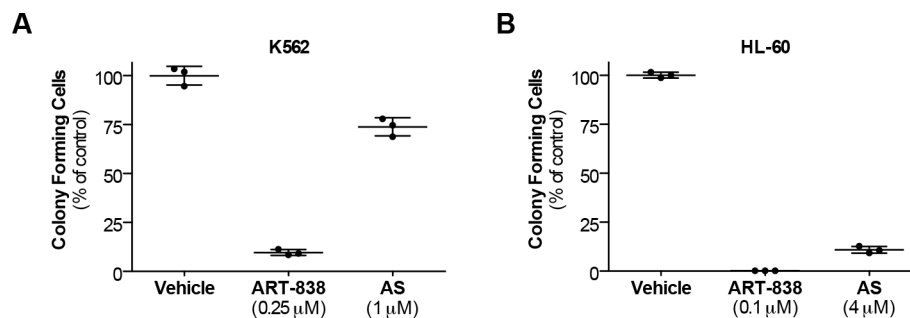 A
K562
Colony Forming Cells
(% of control)
100
75
50
25
0
Vehicle
ART-838
(0.25 µM)
AS
(1 µM)
B
HL-60
Colony Forming Cells
(% of control)
100
75
50
25
0
Vehicle
ART-838
(0.1 µM)
AS
(4 µM)